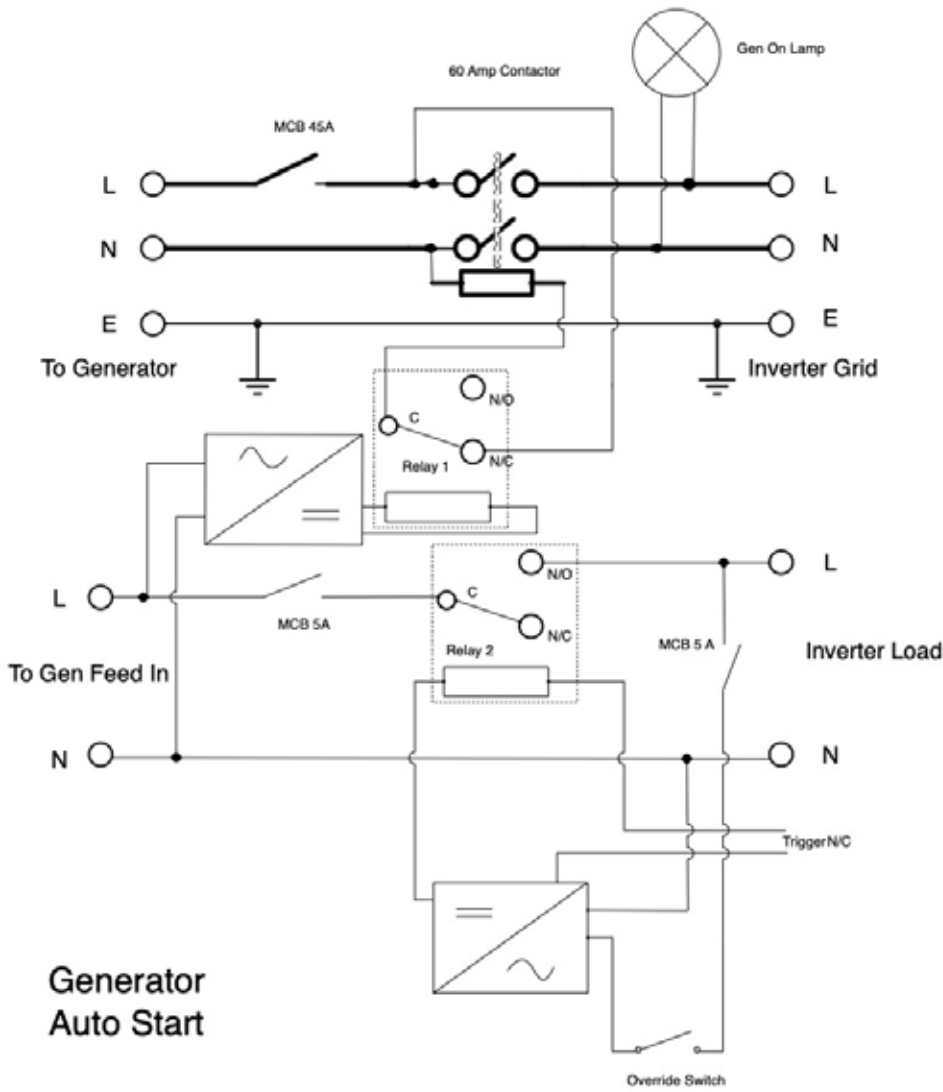 Gen On Lamp
60 Amp Contactor
MCB 45A
L
L
N
N
E
E
To Generator
Inverter Grid
N/O
C
N/C
Relay 1
N/O
L
L
C
MCB 5A
N/C
MCB 5 A
Relay 2
Inverter Load
To Gen Feed In
N
N
Trigger N/C
Generator
Auto Start
Override Switch